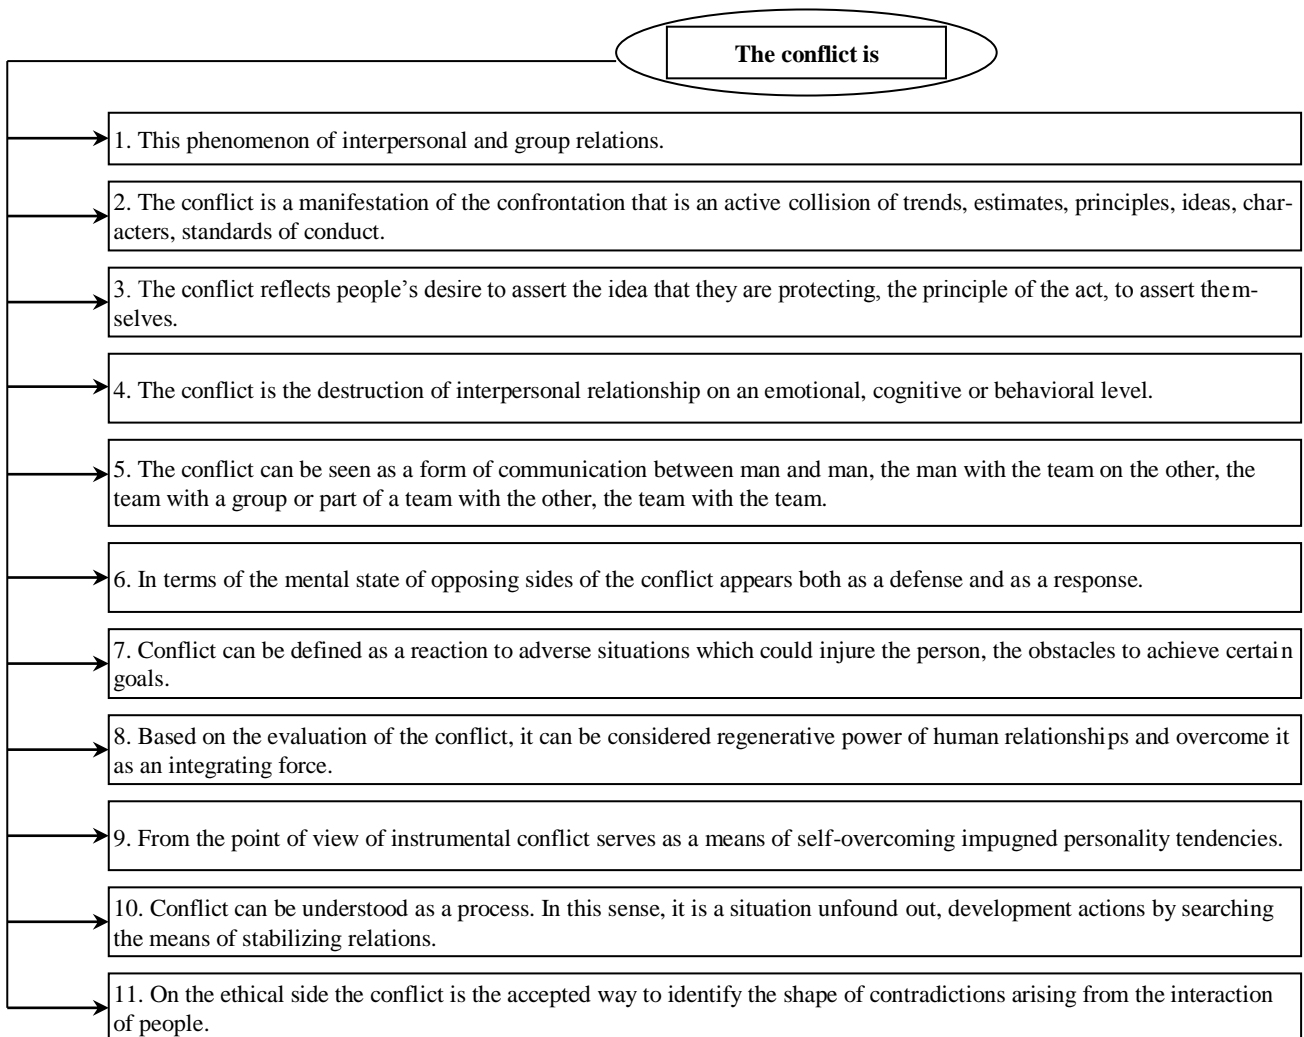 The conflict is
1. This phenomenon of interpersonal and group relations.
2. The conflict is a manifestation of the confrontation that is an active collision of trends, estimates, principles, ideas, char-
acters, standards of conduct.
3. The conflict reflects people’s desire to assert the idea that they are protecting, the principle of the act, to assert them-
selves.
4. The conflict is the destruction of interpersonal relationship on an emotional, cognitive or behavioral level.
5. The conflict can be seen as a form of communication between man and man, the man with the team on the other, the
team with a group or part of a team with the other, the team with the team.
6. In terms of the mental state of opposing sides of the conflict appears both as a defense and as a response.
7. Conflict can be defined as a reaction to adverse situations which could injure the person, the obstacles to achieve certain
goals.
8. Based on the evaluation of the conflict, it can be considered regenerative power of human relationships and overcome it
as an integrating force.
9. From the point of view of instrumental conflict serves as a means of self-overcoming impugned personality tendencies.
10. Conflict can be understood as a process. In this sense, it is a situation unfound out, development actions by searching
the means of stabilizing relations.
11. On the ethical side the conflict is the accepted way to identify the shape of contradictions arising from the interaction
of people.